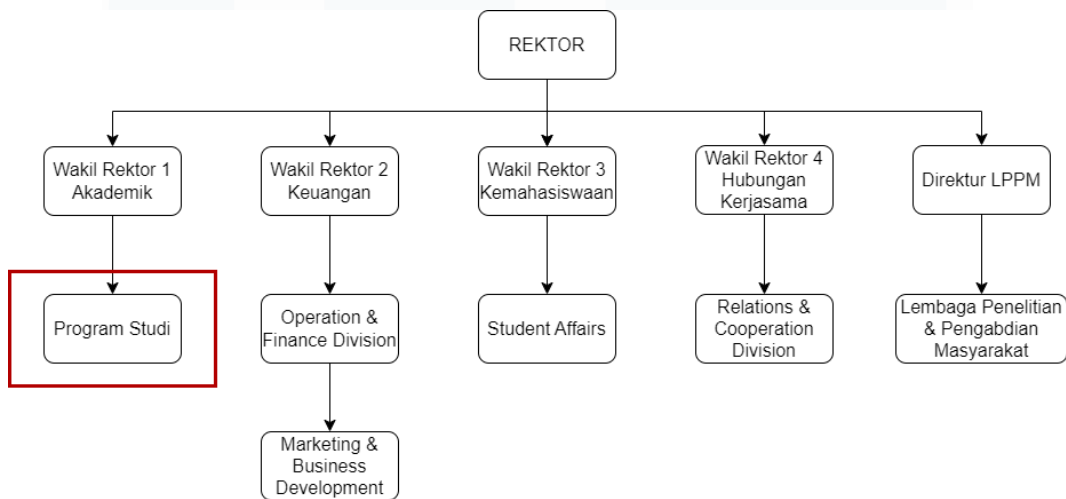 REKTOR
Wakil Rektor 1
Akademik
Wakil Rektor 2
Keuangan
Wakil Rektor 3
Kemahasiswaan
Wakil Rektor 4
Hubungan
Kerjasama
Direktur LPPM
Program Studi
Operation &
Finance Division
Student Affairs
Relations &
Cooperation
Division
Lembaga Penelitian
& Pengabdian
Masyarakat
Marketing &
Business
Development